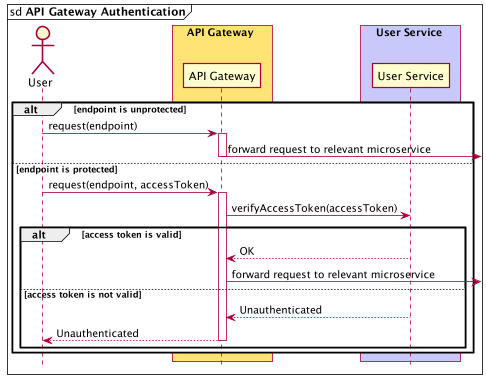 sd API Gateway Authentication
API Gateway
User Service
API Gateway
User Service
User
alt [endpoint is unprotected]
request(endpoint)
forward request to relevant microservice
[endpoint is protected]
request(endpoint, accessToken)
verifyAccessToken(accessToken)
alt [access token is valid]
OK
forward request to relevant microservice
[access token is not valid]
Unauthenticated
Unauthenticated